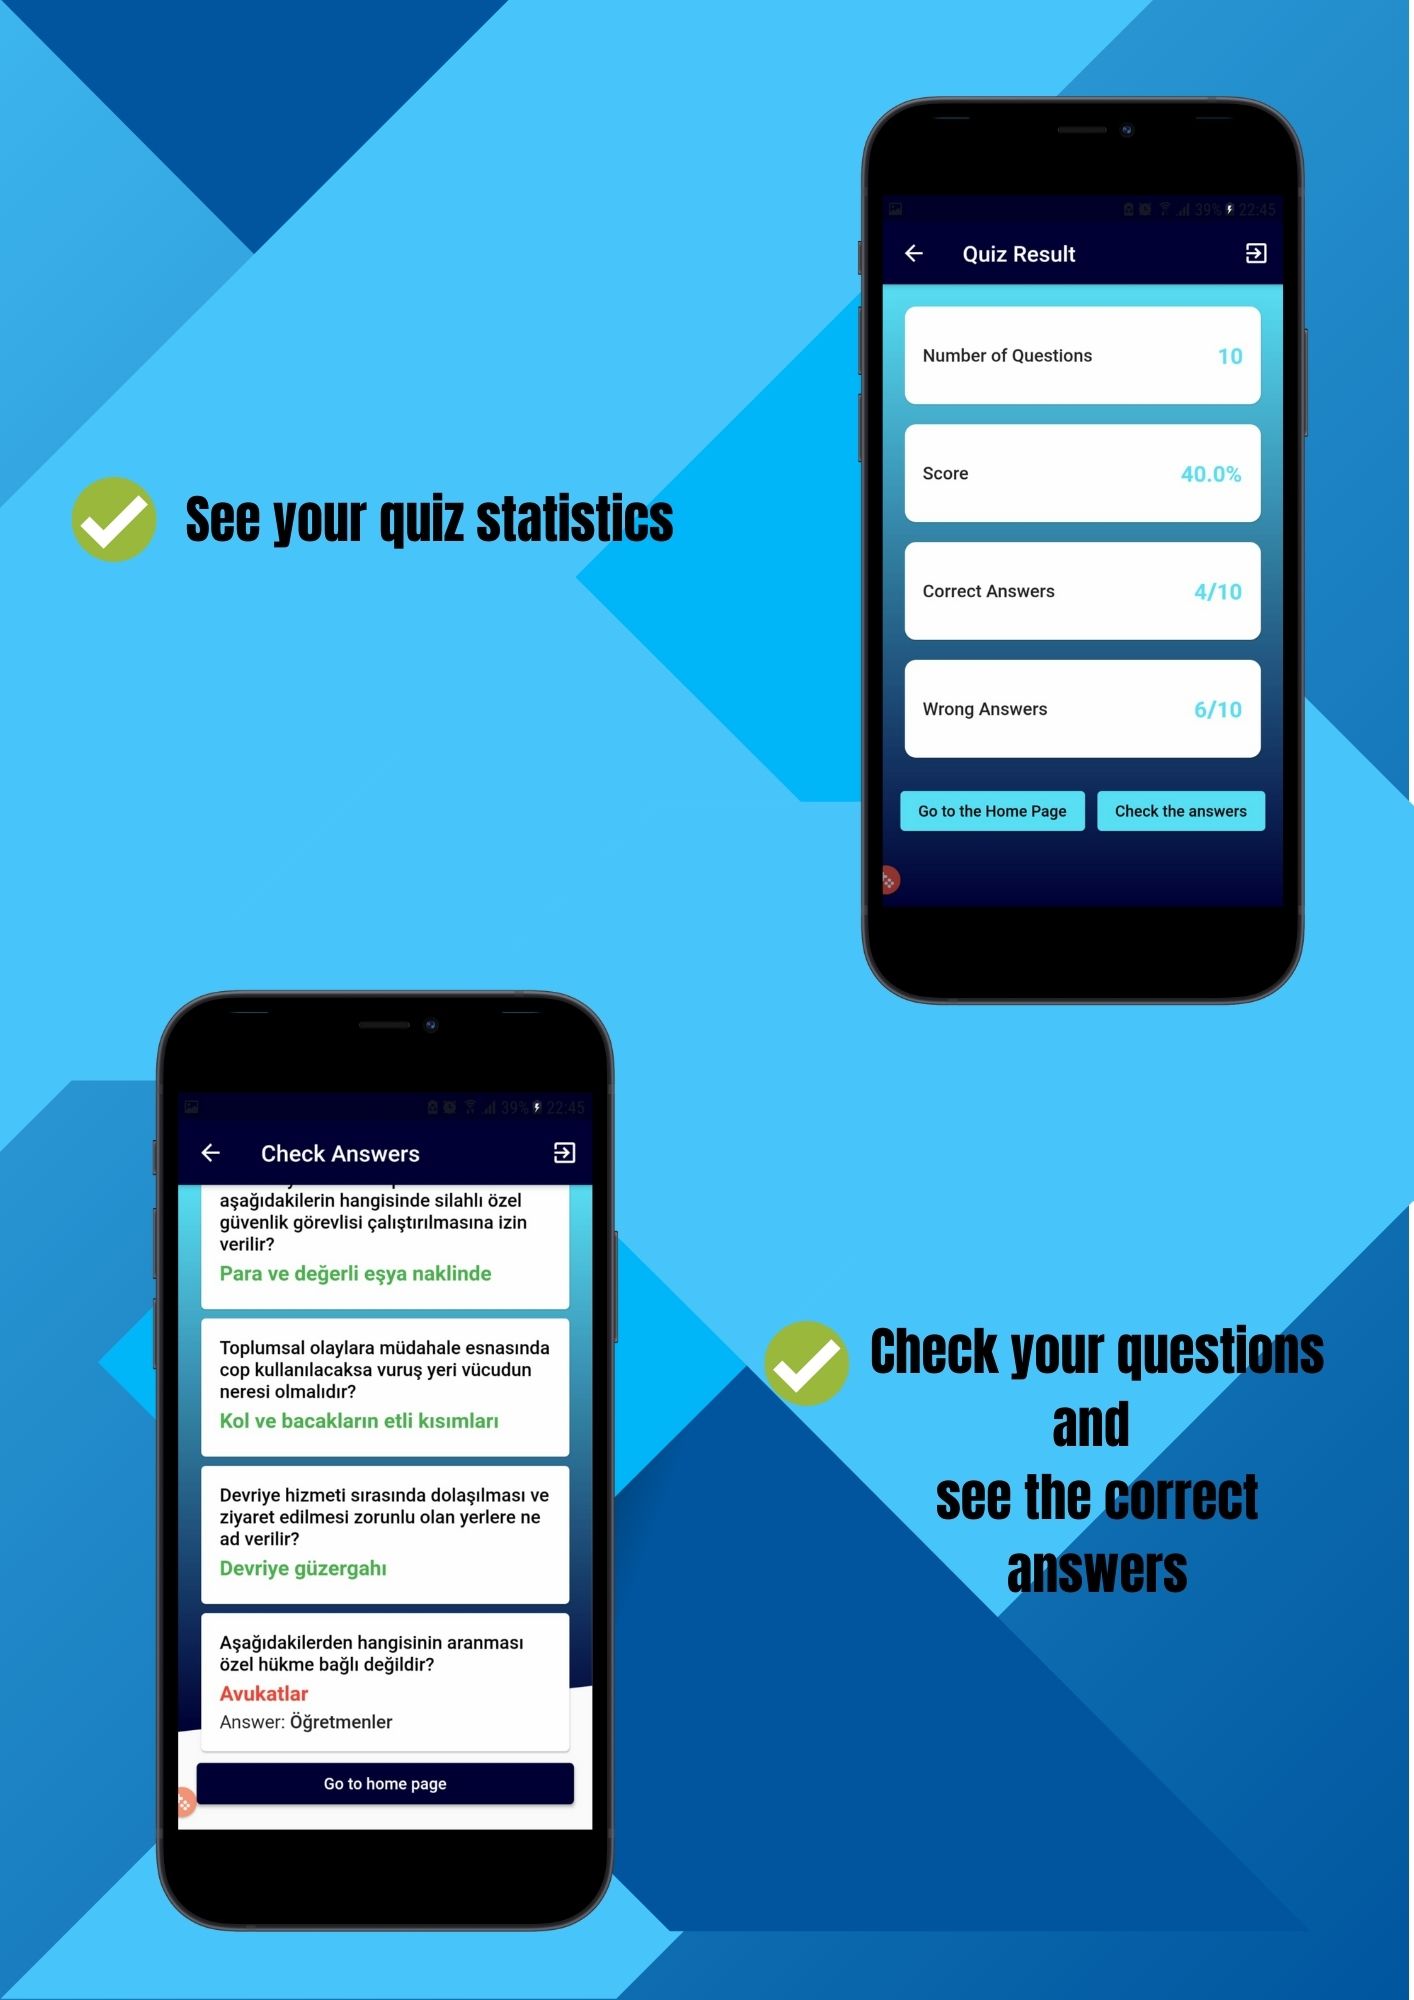 39% 22:45
Quiz Result
Number of Questions 10
Score 40.0%
Correct Answers 4/10
Wrong Answers 6/10
Go to the Home Page Check the answers
See your quiz statistics
39% 22:45
Check Answers
aşağıdakilerin hangisinde silahlı özel
güvenlik görevlisi çalıştırılmasına izin
verilir?
Para ve değerli eşya naklinde
Toplumsal olaylara müdahale esnasında
cop kullanılacaksa vuruş yeri vücudun
neresi olmalıdır?
Kol ve bacakların etli kısımları
Devriye hizmeti sırasında dolaşılması ve
ziyaret edilmesi zorunlu olan yerlere ne
ad verilir?
Devriye güzergahı
Aşağıdakilerden hangisinin aranması
özel hükme bağlı değildir?
Avukatlar
Answer: Öğretmenler
Go to home page
Check your questions
and
see the correct
answers